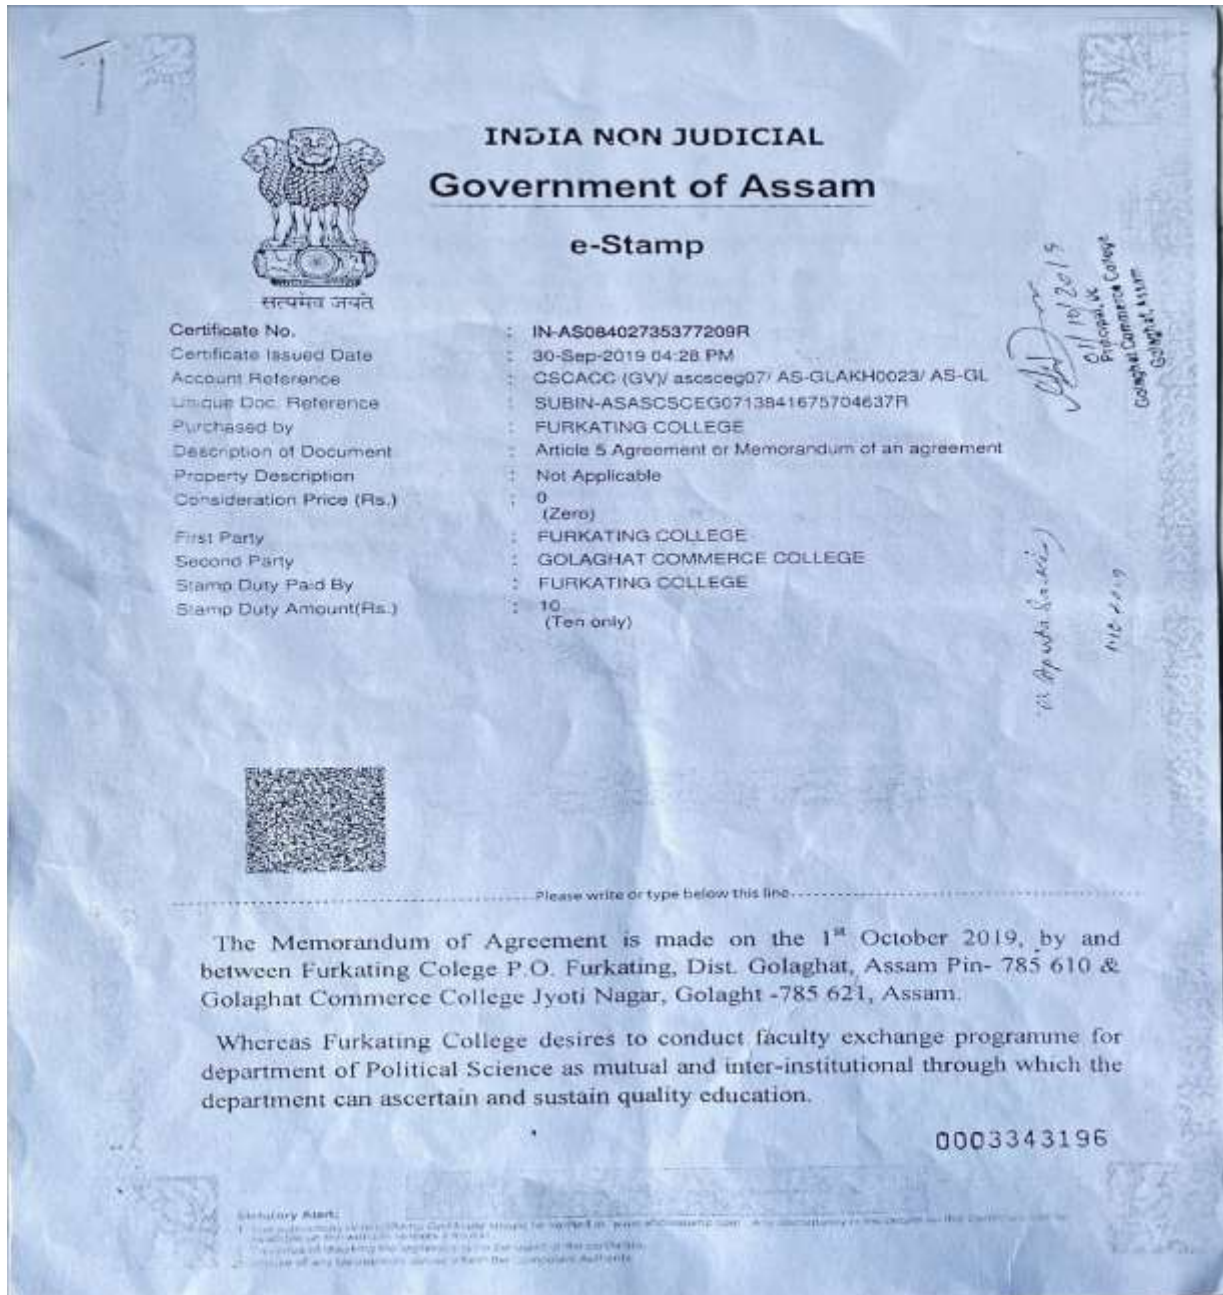 INDIA NON JUDICIAL
Government of Assam
e-Stamp
सत्यमेव जयते
Certificate No. : IN-AS08402735377209R
Certificate Issued Date : 30-Sep-2019 04:28 PM
Account Reference : CSCACC (GV)/ ascsceg07/ AS-GLAKH0023/ AS-GL
Unique Doc. Reference : SUBIN-ASASCSCEG0713841675704637R
Purchased by : FURKATING COLLEGE
Description of Document : Article 5 Agreement or Memorandum of an agreement
Property Description : Not Applicable
Consideration Price (Rs.) : 0
(Zero)
First Party : FURKATING COLLEGE
Second Party : GOLAGHAT COMMERCE COLLEGE
Stamp Duty Paid By : FURKATING COLLEGE
Stamp Duty Amount(Rs.) : 10
(Ten only)
01/10/2019
Principal, i/c
Golaghat Commerce College
Golaghat, Assam
Please write or type below this line
The Memorandum of Agreement is made on the 1st October 2019, by and
between Furkating Colege P.O. Furkating, Dist. Golaghat, Assam Pin- 785 610 &
Golaghat Commerce College Jyoti Nagar, Golaght -785 621, Assam.
Whereas Furkating College desires to conduct faculty exchange programme for
department of Political Science as mutual and inter-institutional through which the
department can ascertain and sustain quality education.
0003343196
Statutory Alert: